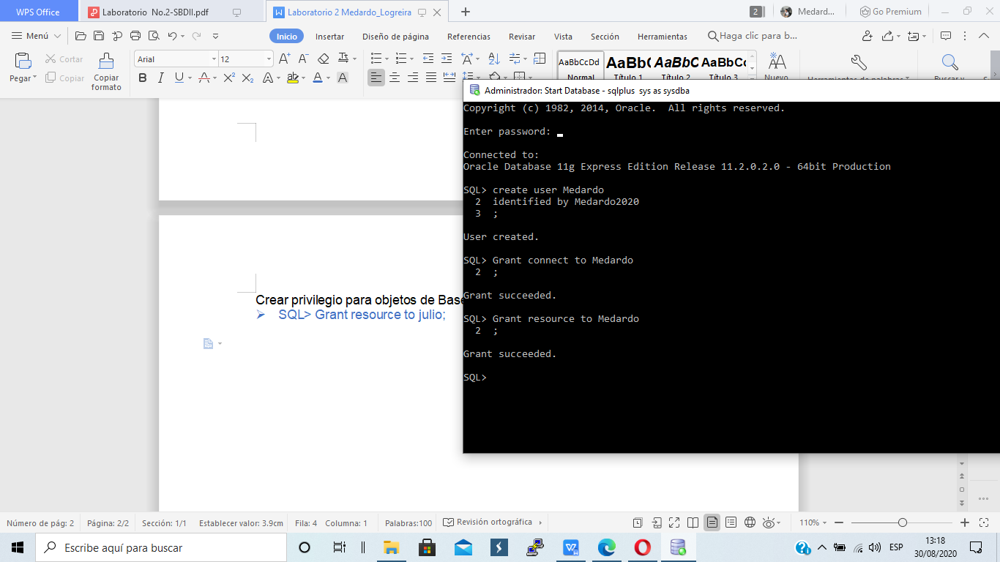 WPS Office
Laboratorio No.2-SBDII.pdf
Laboratorio 2 Medardo_Logreira
2
Medard...
Go Premium
Menú
Inicio
Insertar
Diseño de página
Referencias
Revisar
Vista
Sección
Herramientas
Haga clic para b...
Pegar
Cortar
Copiar
Copiar
formato
Arial
12
AaBbCcDd
Normal
AaBb(
Título 1
AaBbC
Título 2
AaBbC(
Título 3
Nuevo
Administrador: Start Database - sqlplus sys as sysdba
Copyright (c) 1982, 2014, Oracle. All rights reserved.
Enter password:
Connected to:
Oracle Database 11g Express Edition Release 11.2.0.2.0 - 64bit Production
SQL> create user Medardo
2 identified by Medardo2020
3 ;
User created.
SQL> Grant connect to Medardo
2 ;
Grant succeeded.
SQL> Grant resource to Medardo
2 ;
Grant succeeded.
SQL>
Crear privilegio para objetos de Base
SQL> Grant resource to julio;
Número de pág: 2
Página: 2/2
Sección: 1/1
Establecer valor: 3.9cm
Fila: 4
Columna: 1
Palabras:100
Revisión ortográfica
110%
Escribe aquí para buscar
ESP
13:18
30/08/2020